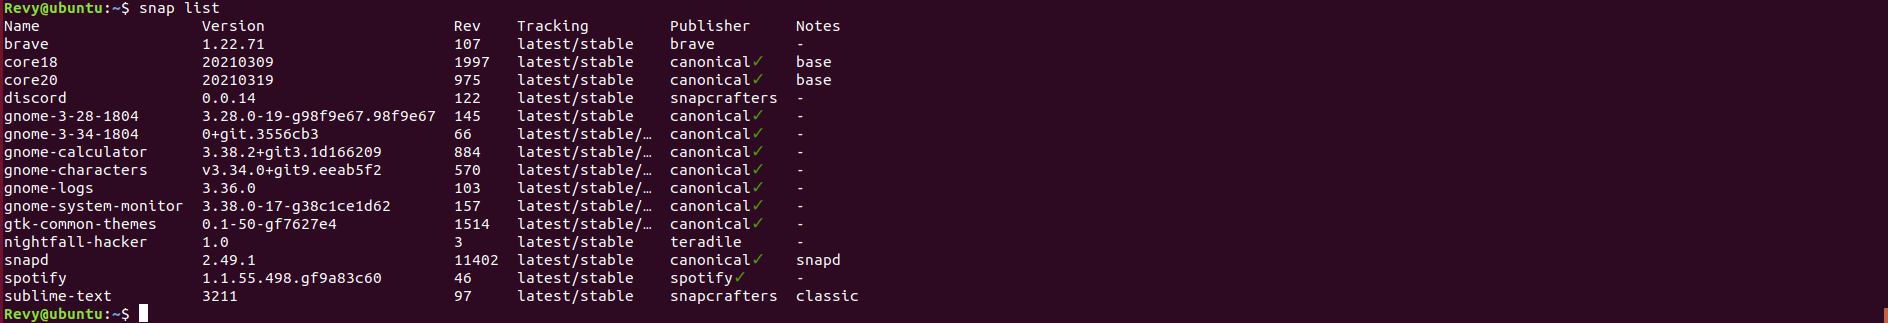 Revy@ubuntu:~$ snap list
Name Version Rev Tracking Publisher Notes
brave 1.22.71 107 latest/stable brave -
core18 20210309 1997 latest/stable canonical✓ base
core20 20210319 975 latest/stable canonical✓ base
discord 0.0.14 122 latest/stable snapcrafters -
gnome-3-28-1804 3.28.0-19-g98f9e67.98f9e67 145 latest/stable canonical✓ -
gnome-3-34-1804 0+git.3556cb3 66 latest/stable/… canonical✓ -
gnome-calculator 3.38.2+git3.1d166209 884 latest/stable/… canonical✓ -
gnome-characters v3.34.0+git9.eeab5f2 570 latest/stable/… canonical✓ -
gnome-logs 3.36.0 103 latest/stable/… canonical✓ -
gnome-system-monitor 3.38.0-17-g38c1ce1d62 157 latest/stable/… canonical✓ -
gtk-common-themes 0.1-50-gf7627e4 1514 latest/stable/… canonical✓ -
nightfall-hacker 1.0 3 latest/stable teradile -
snapd 2.49.1 11402 latest/stable canonical✓ snapd
spotify 1.1.55.498.gf9a83c60 46 latest/stable spotify✓ -
sublime-text 3211 97 latest/stable snapcrafters classic
Revy@ubuntu:~$